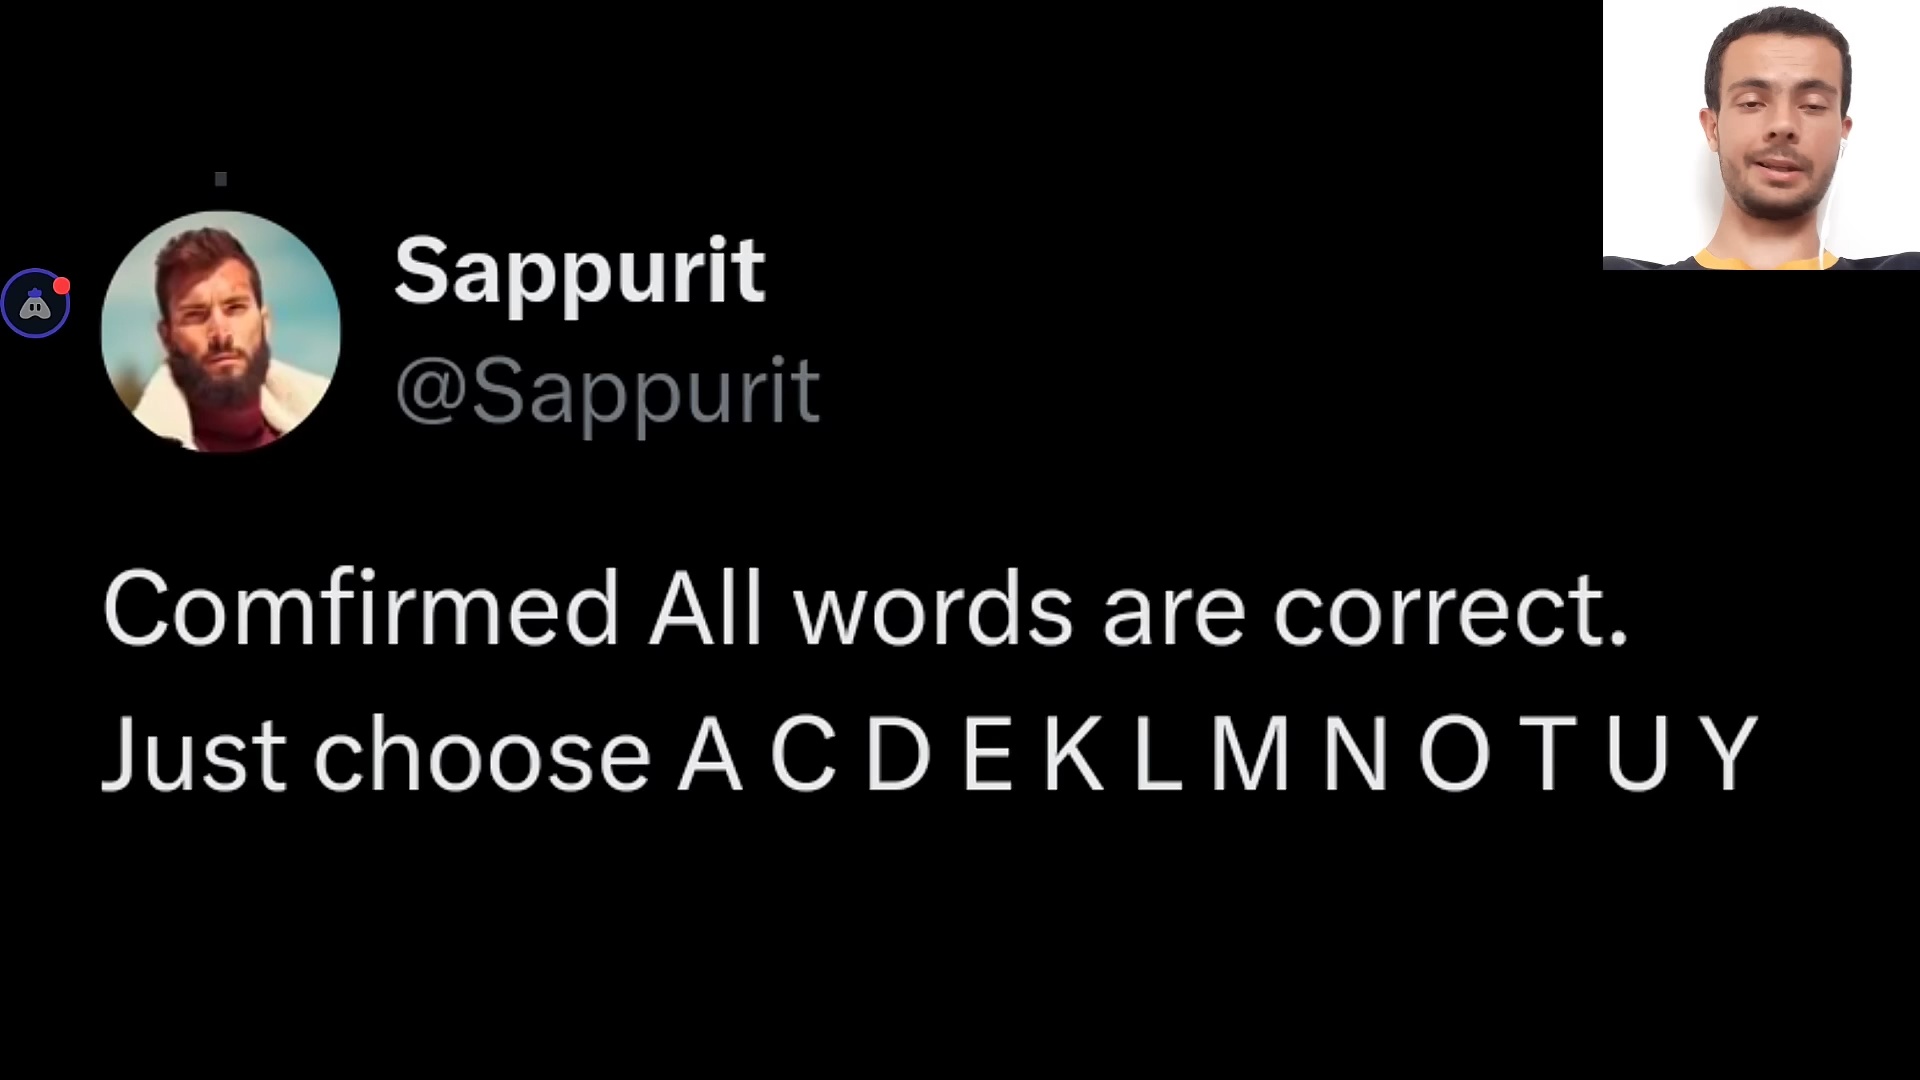 Sappurit
@Sappurit
Comfirmed All words are correct.
Just choose A C D E K L M N O T U Y